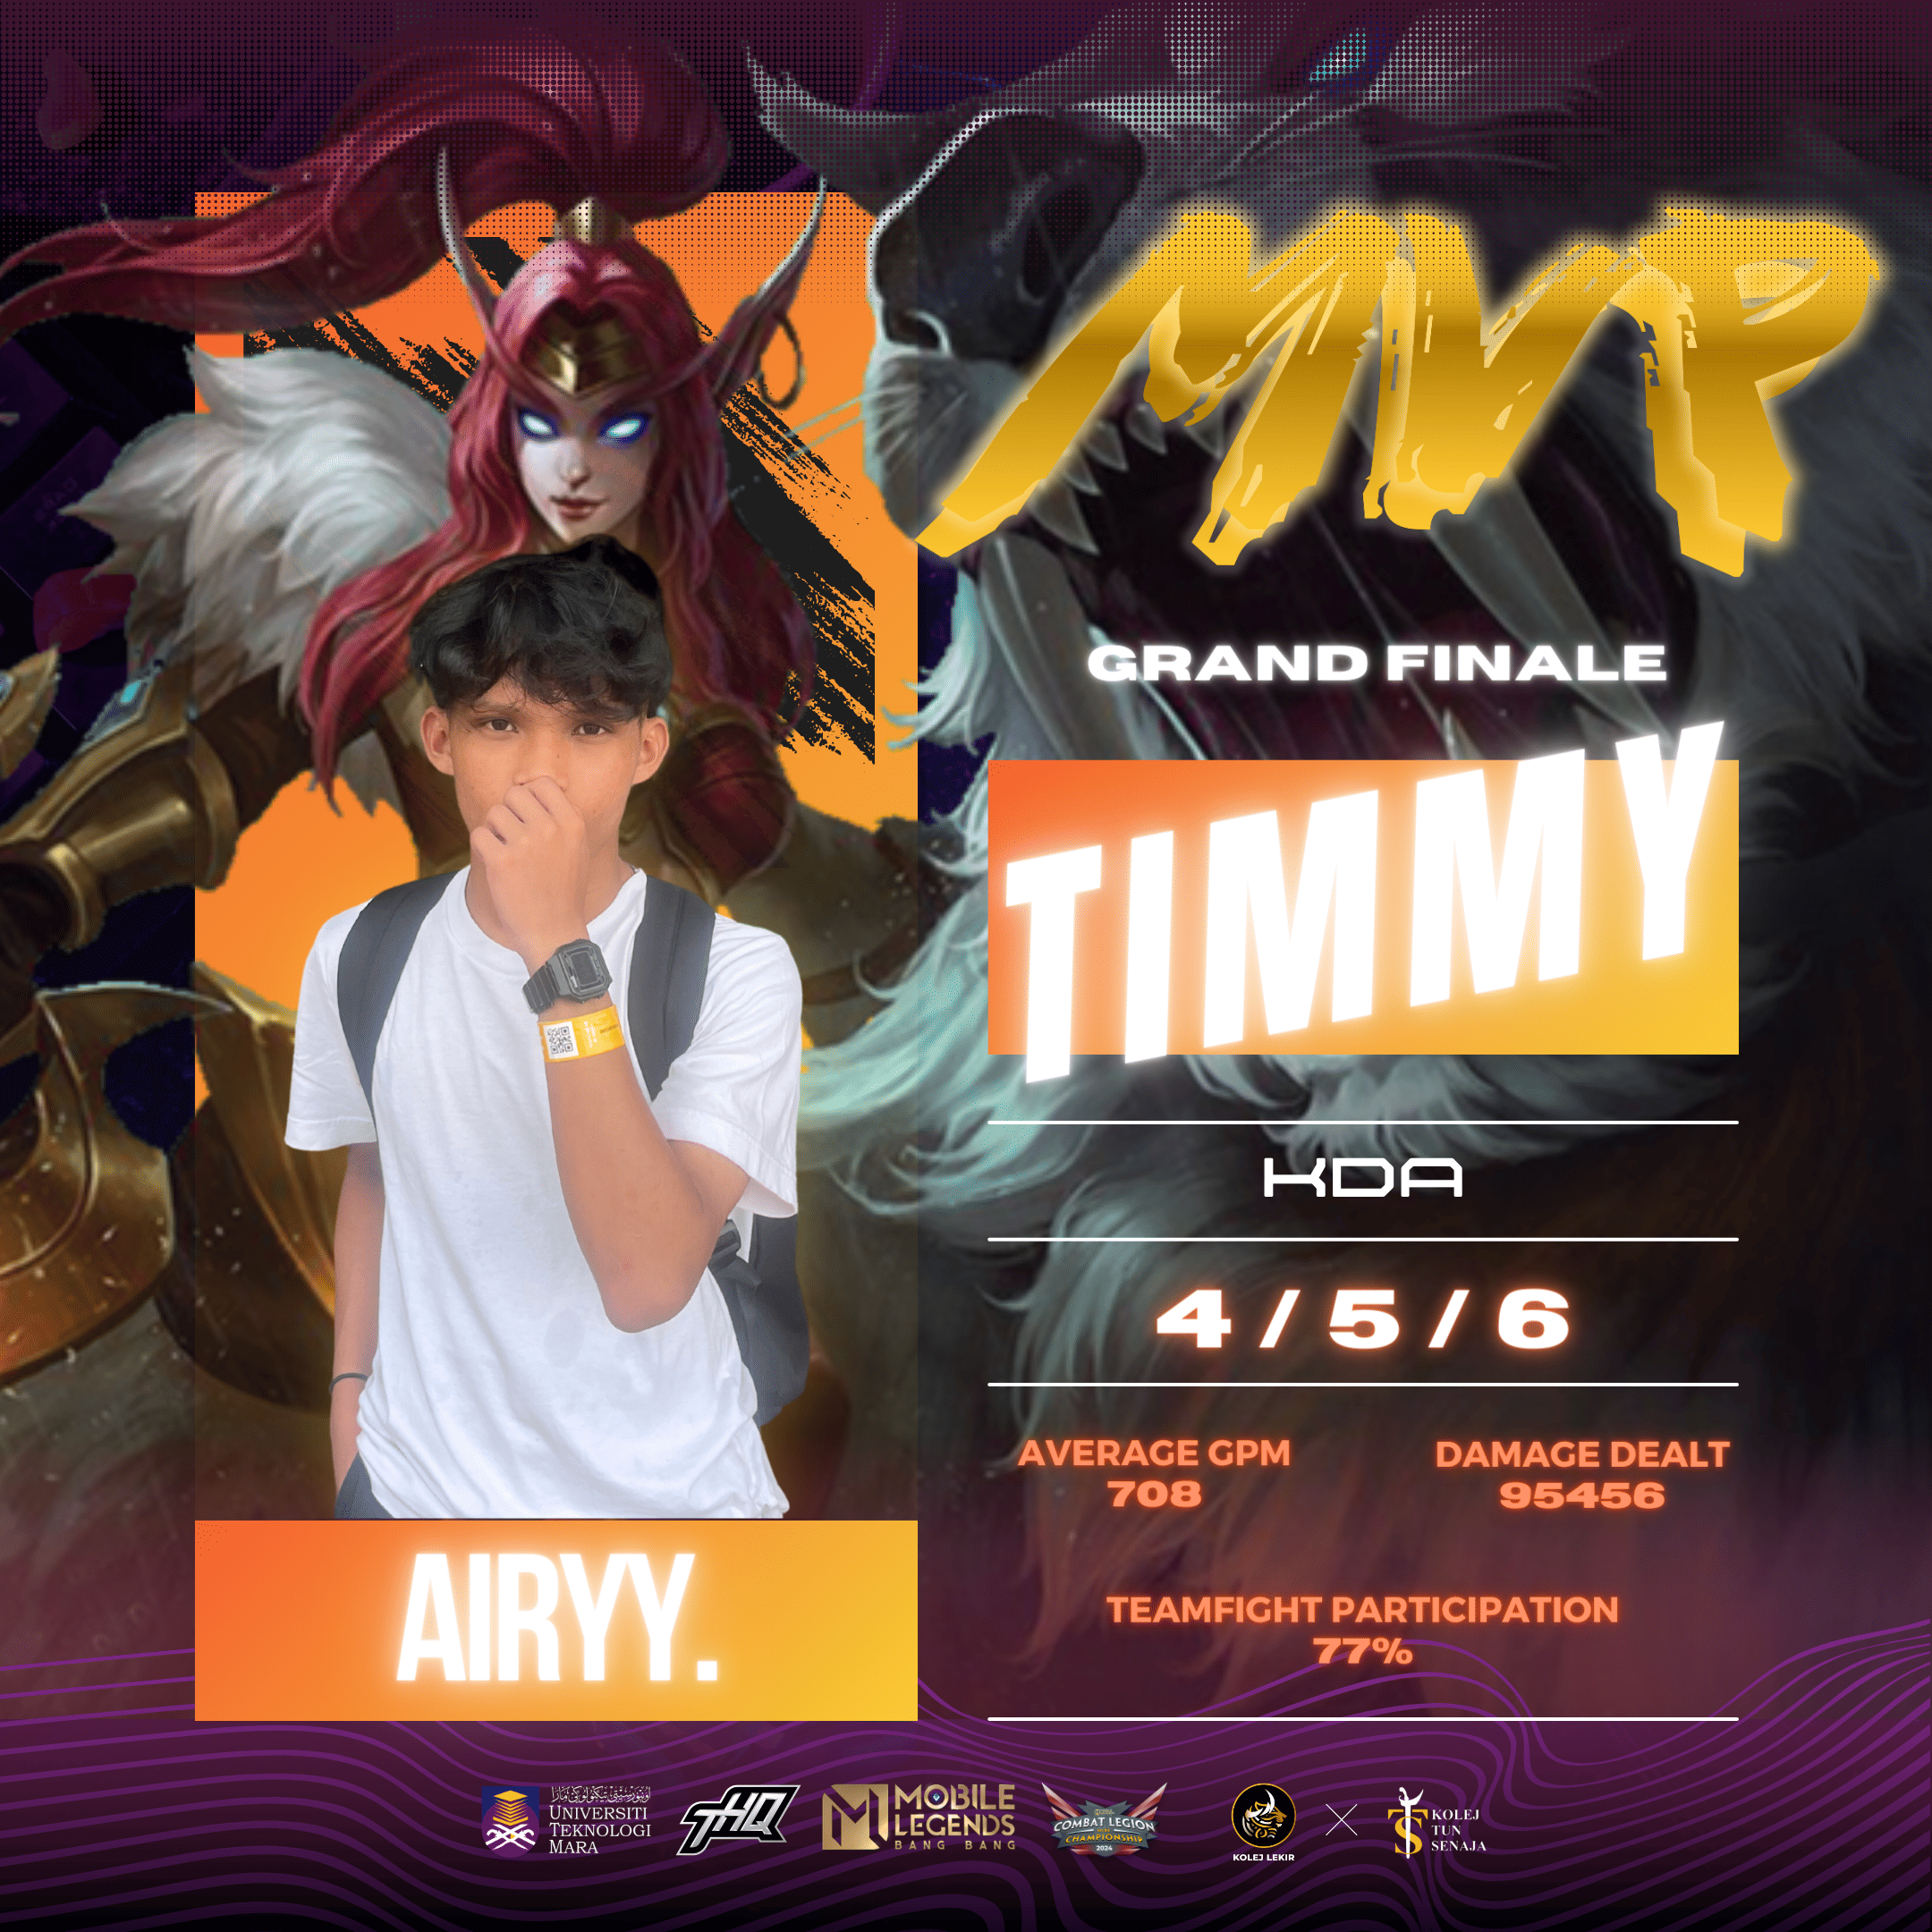 MVP
GRAND FINALE
TIMMY
KDA
4 / 5 / 6
AVERAGE GPM
708
DAMAGE DEALT
95456
TEAMFIGHT PARTICIPATION
77%
AIRYY.
UNIVERSITI
TEKNOLOGI
MARA
THQ
MOBILE
LEGENDS
BANG BANG
COMBAT LEGION
CHAMPIONSHIP
2024
KOLEJ LEKIR
KOLEJ
TUN
SENAJA